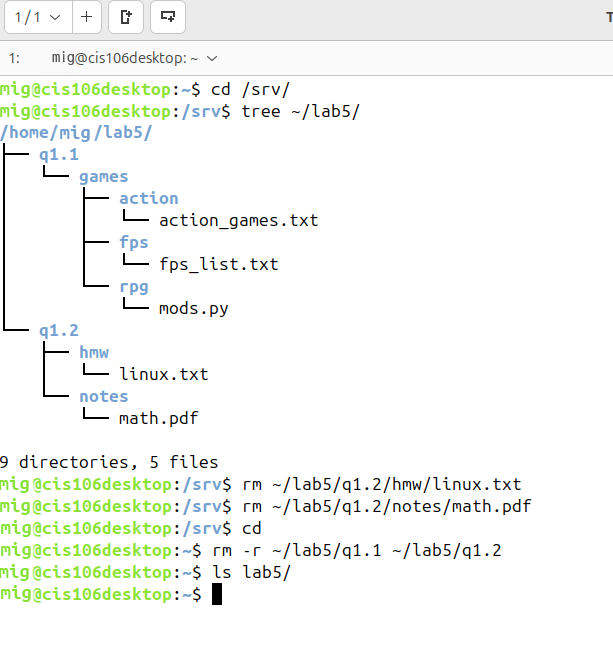 1 / 1
T
1: mig@cis106desktop: ~
mig@cis106desktop:~$ cd /srv/
mig@cis106desktop:/srv$ tree ~/lab5/
/home/mig/lab5/
├── q1.1
│   └── games
│       ├── action
│       │   └── action_games.txt
│       ├── fps
│       │   └── fps_list.txt
│       └── rpg
│           └── mods.py
└── q1.2
    ├── hmw
    │   └── linux.txt
    └── notes
        └── math.pdf
9 directories, 5 files
mig@cis106desktop:/srv$ rm ~/lab5/q1.2/hmw/linux.txt
mig@cis106desktop:/srv$ rm ~/lab5/q1.2/notes/math.pdf
mig@cis106desktop:/srv$ cd
mig@cis106desktop:~$ rm -r ~/lab5/q1.1 ~/lab5/q1.2
mig@cis106desktop:~$ ls lab5/
mig@cis106desktop:~$